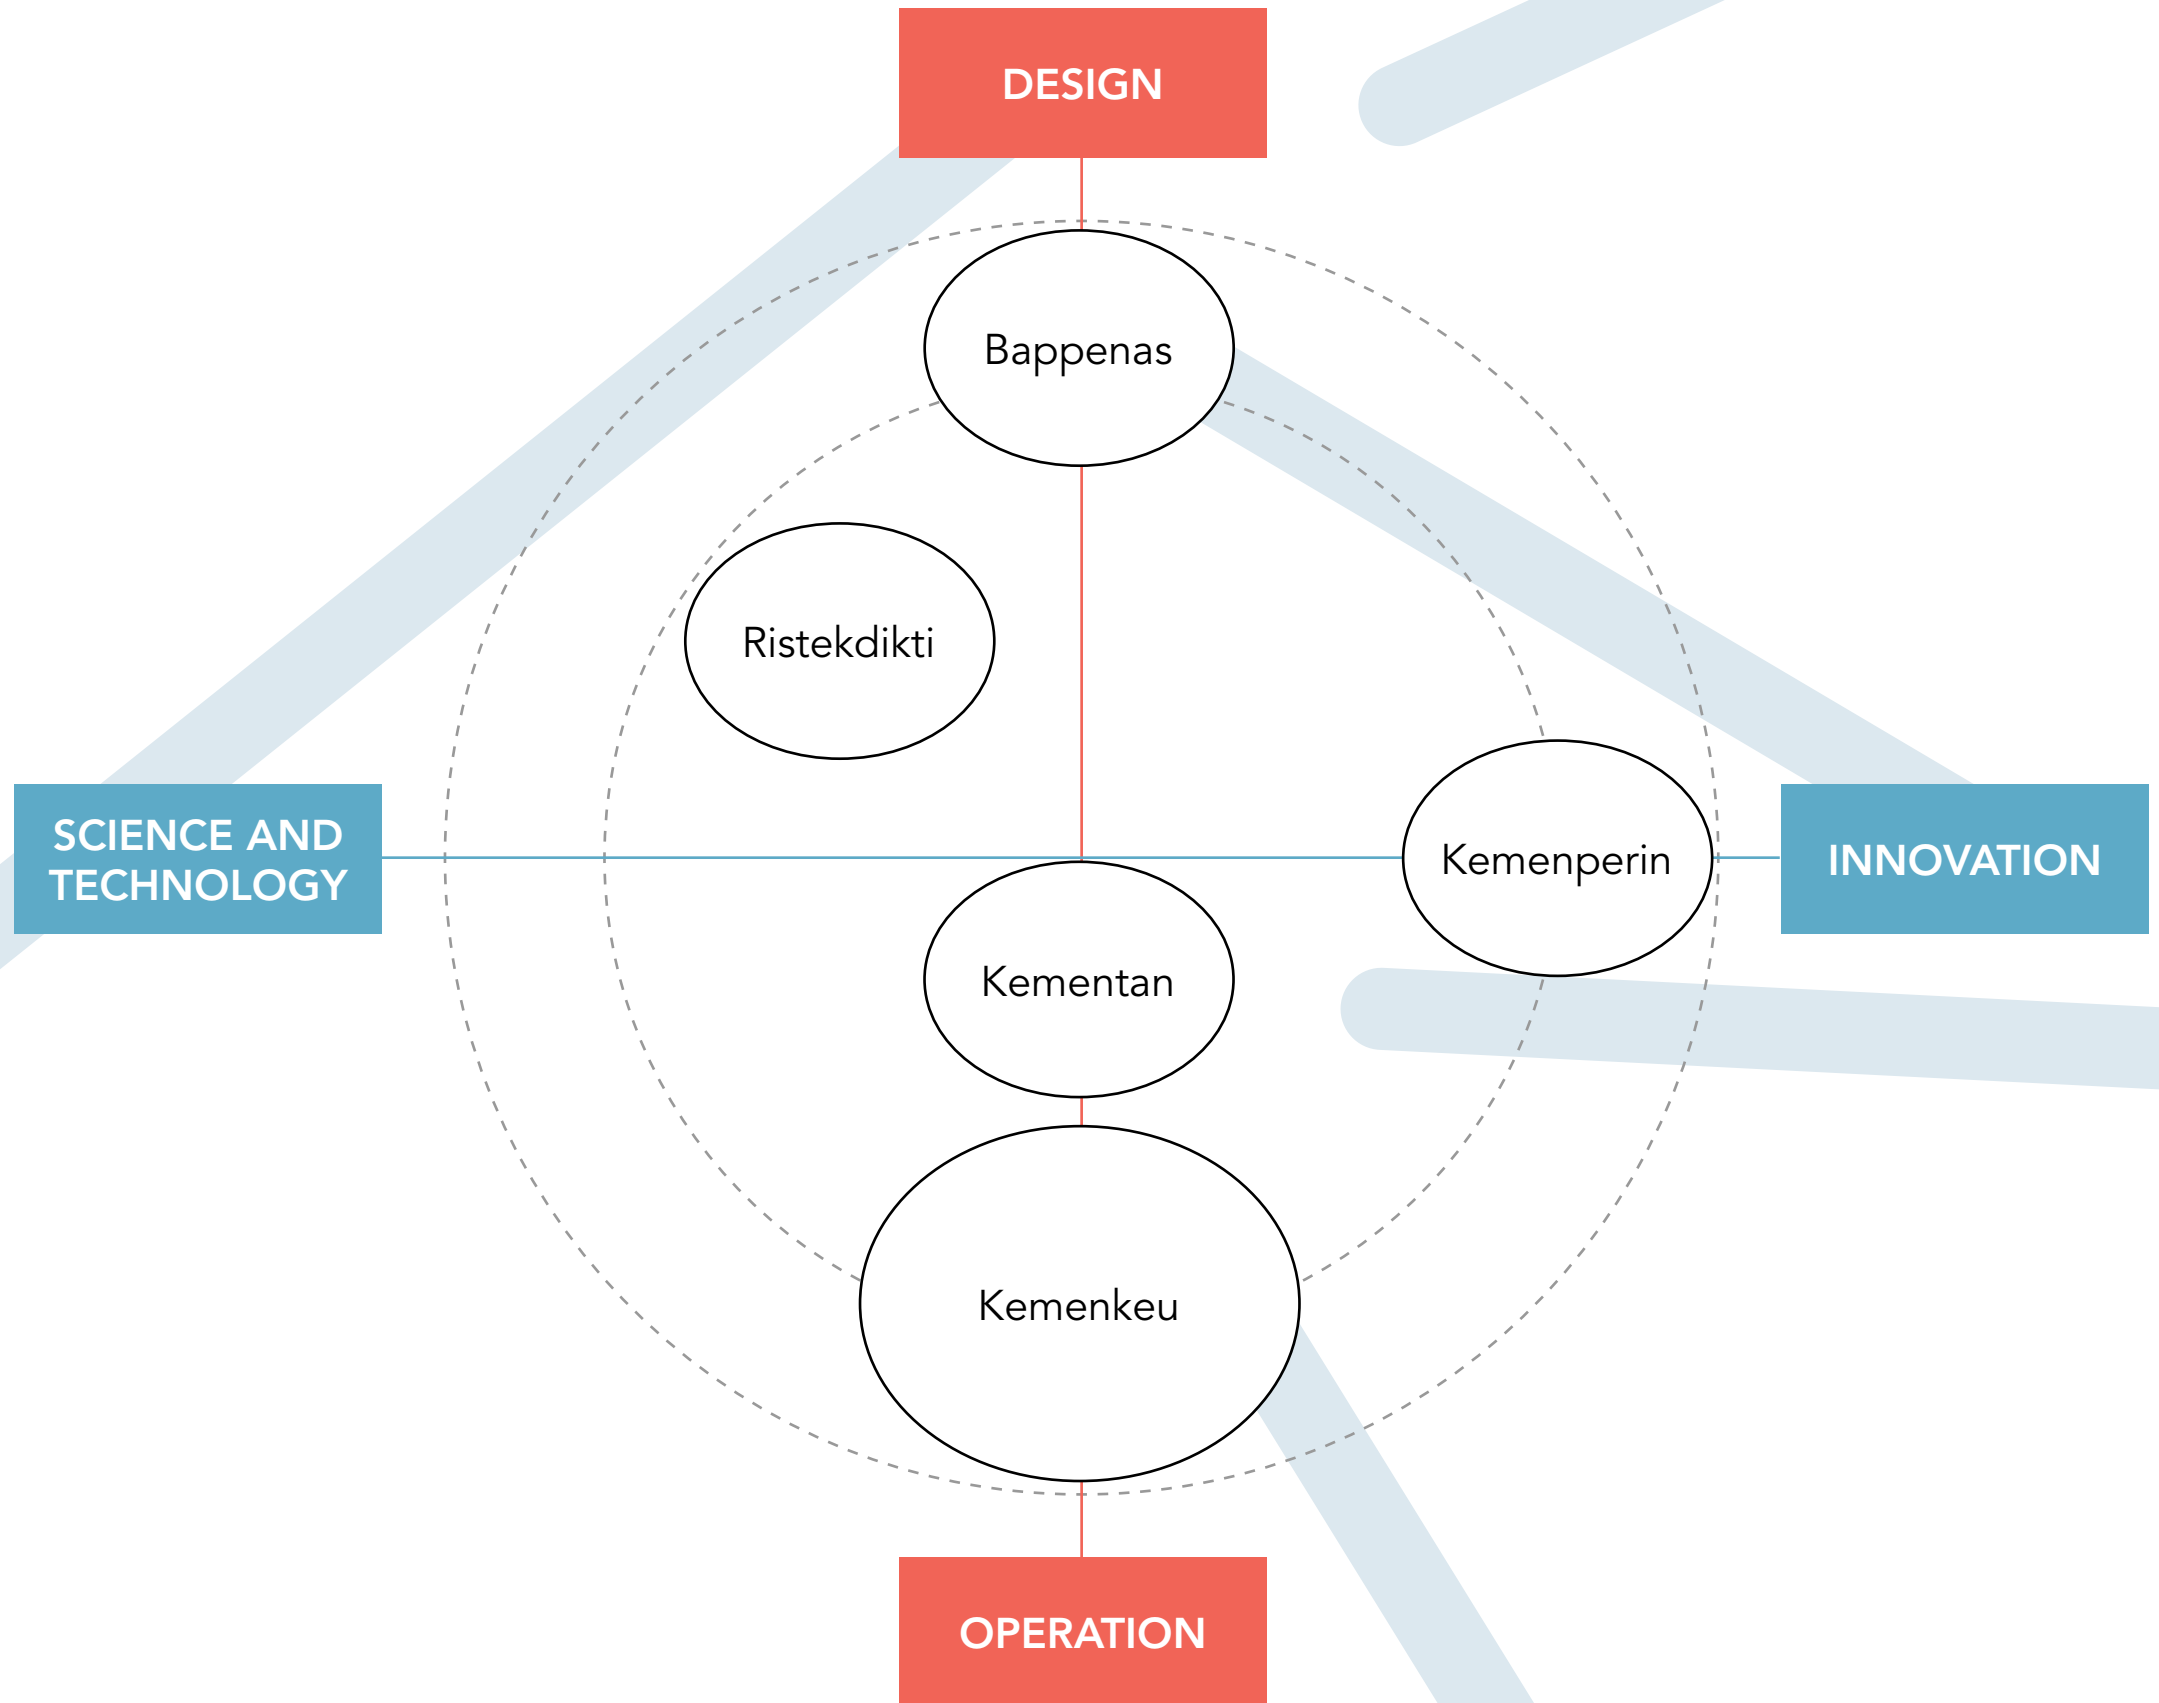 DESIGN
Bappenas
Ristekdikti
SCIENCE AND
TECHNOLOGY
Kemenperin
INNOVATION
Kementan
Kemenkeu
OPERATION